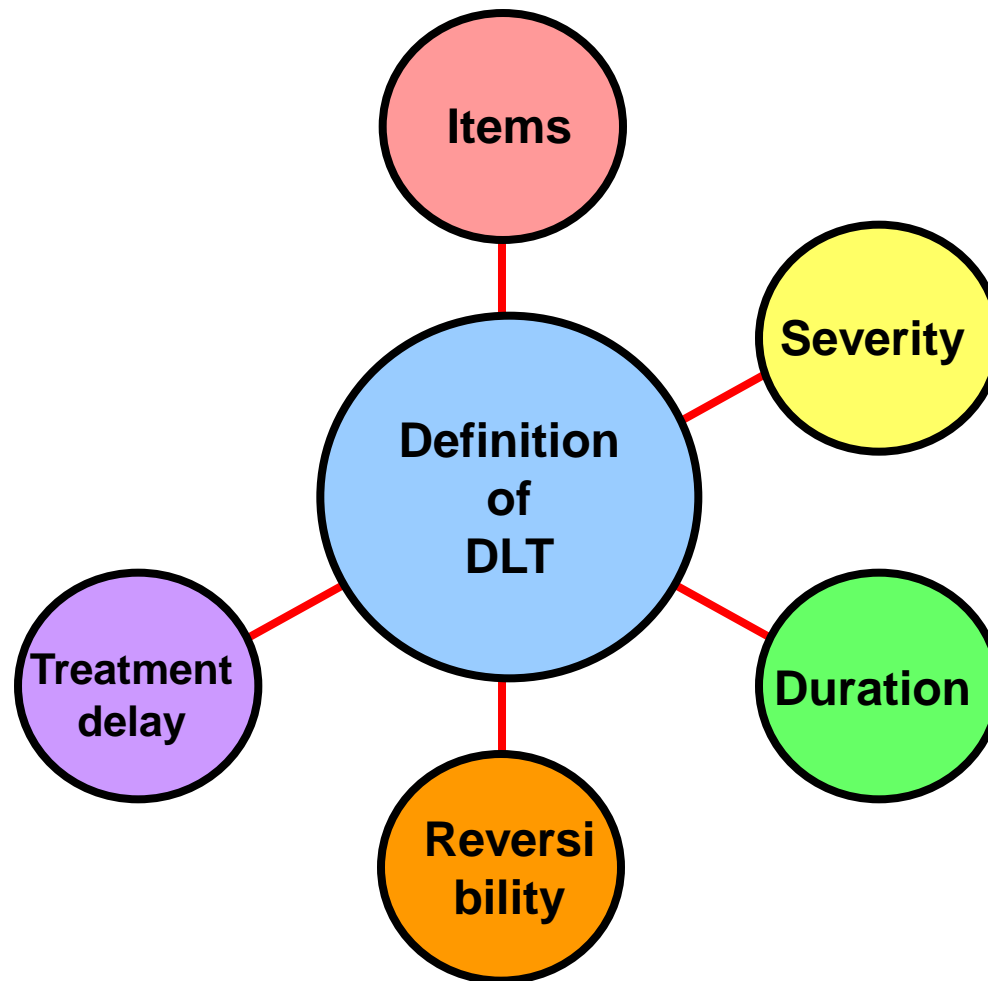 Items
Severity
Definition
of
DLT
Treatment
delay
Duration
Reversi
bility